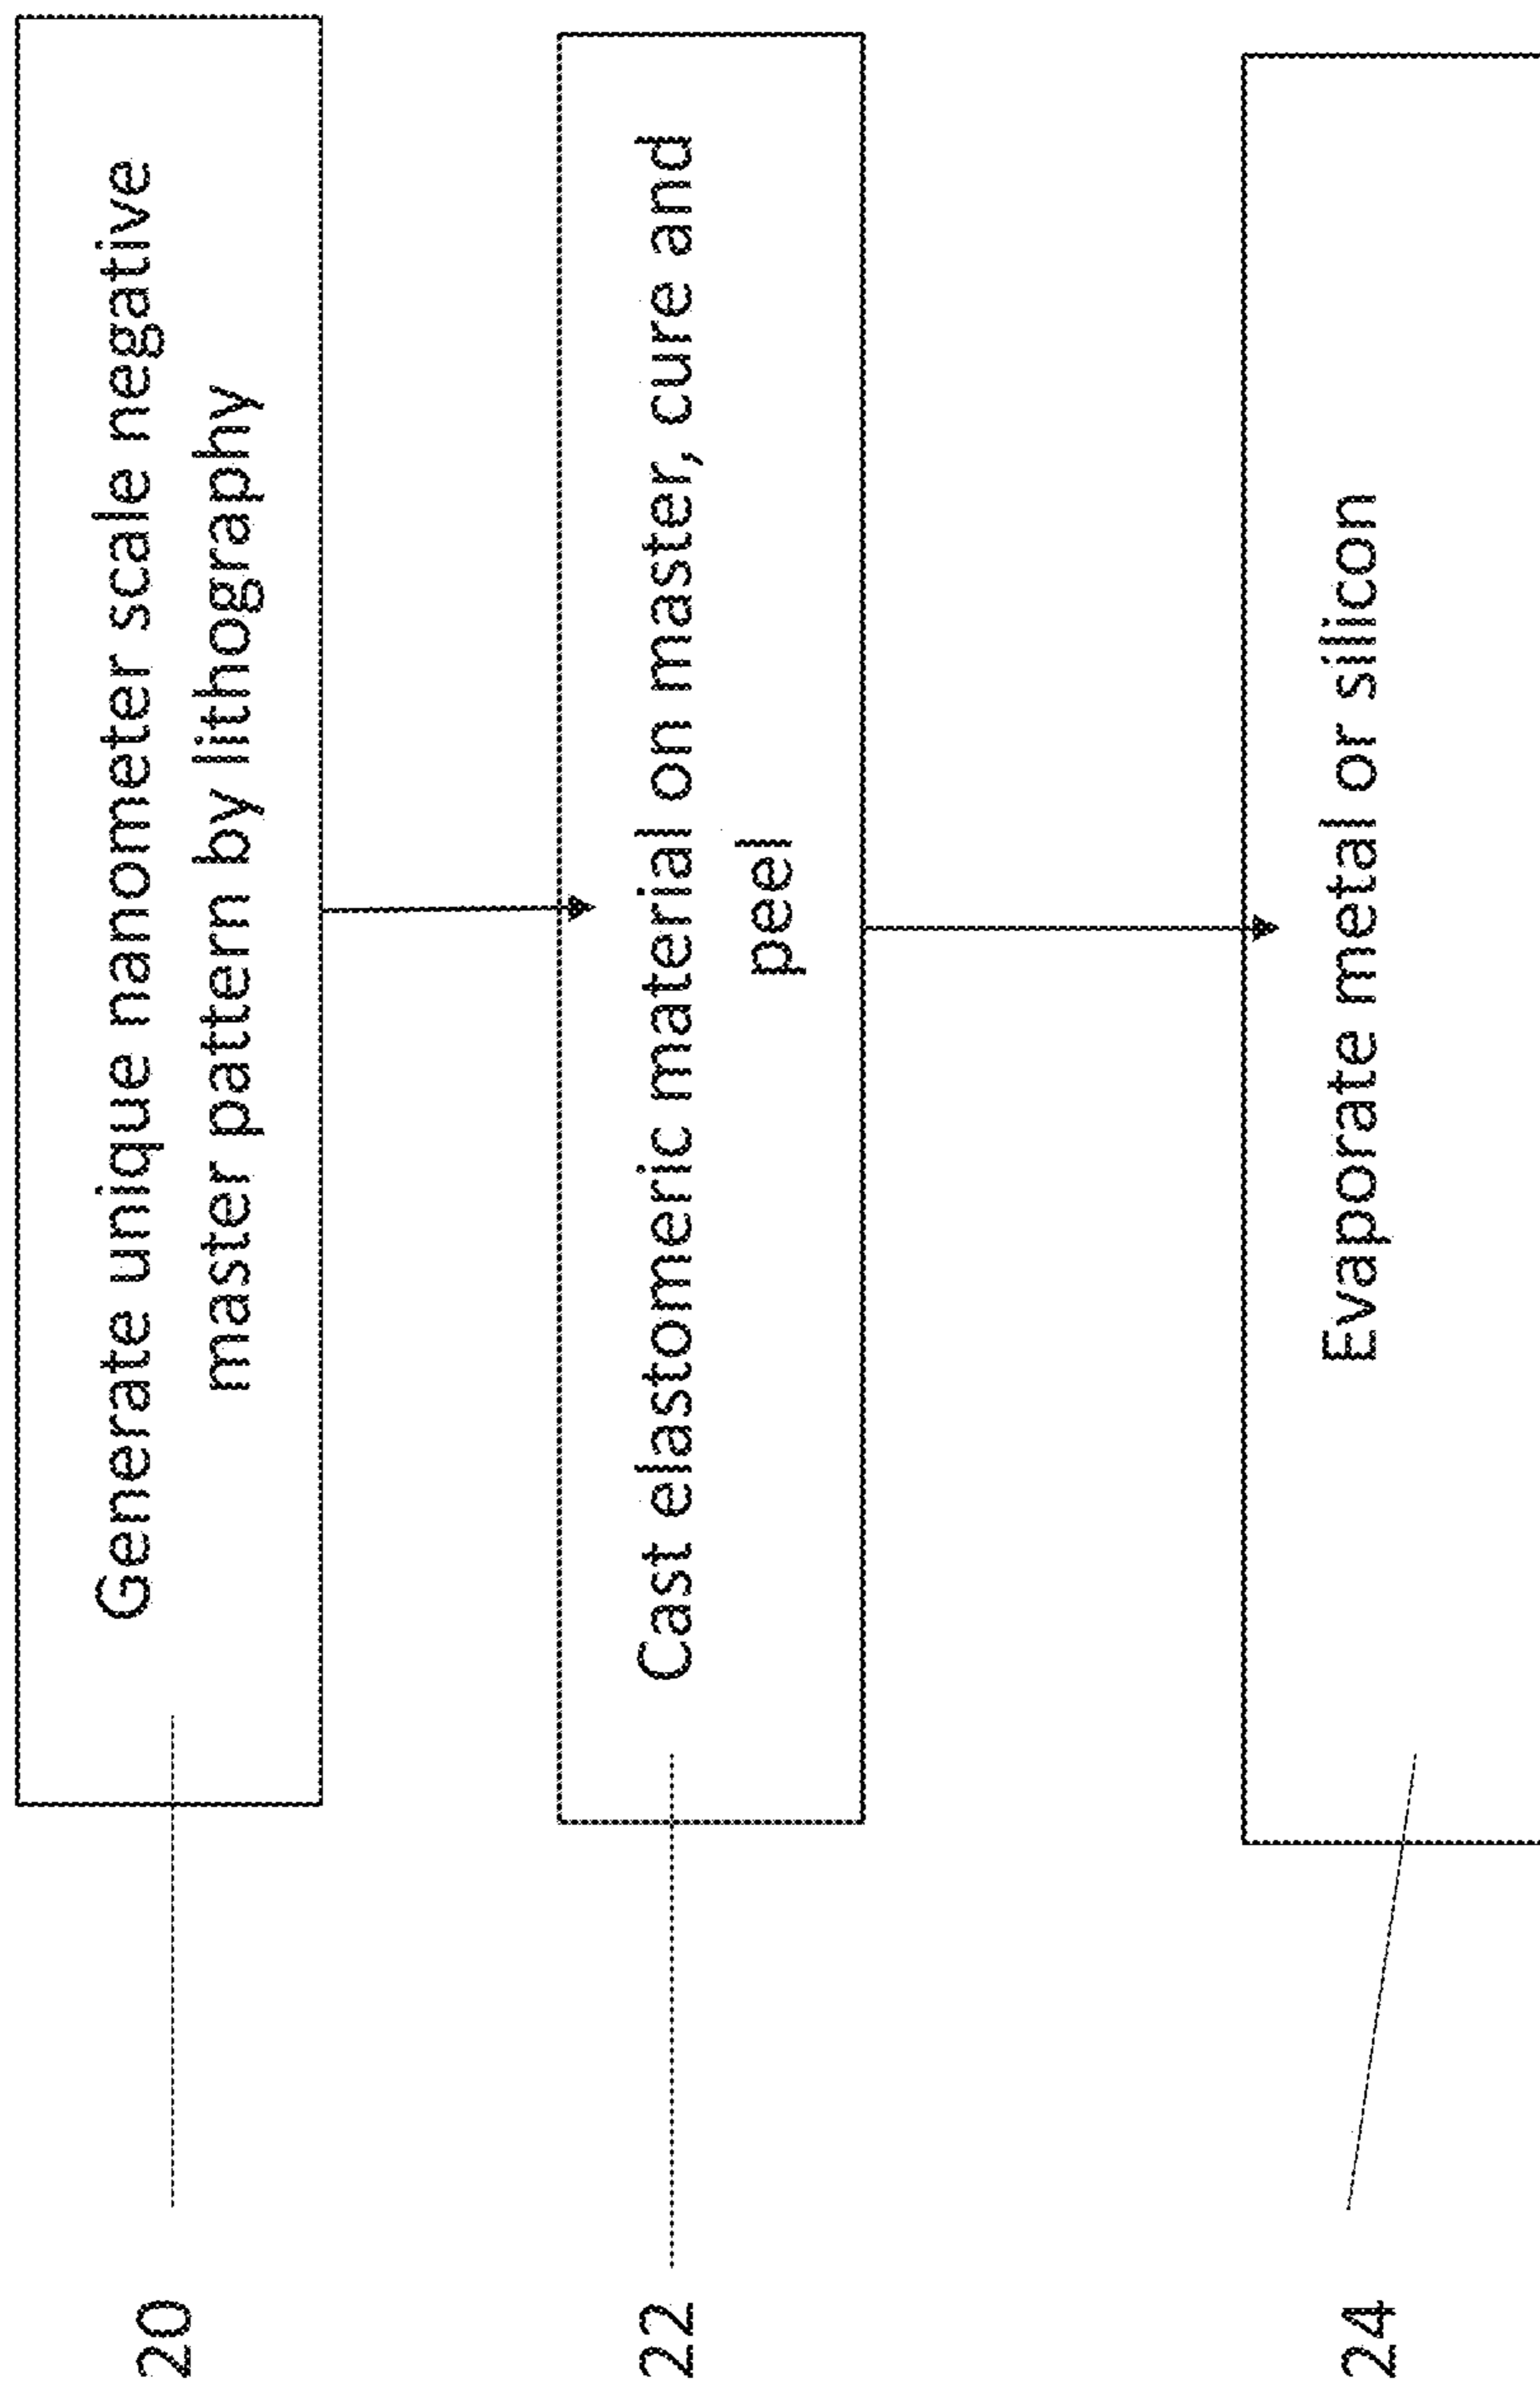 20
Generate unique nanometer scale negative
master pattern by lithography
22
Cast elastomeric material on master, cure and
peel
24
Evaporate metal or silicon